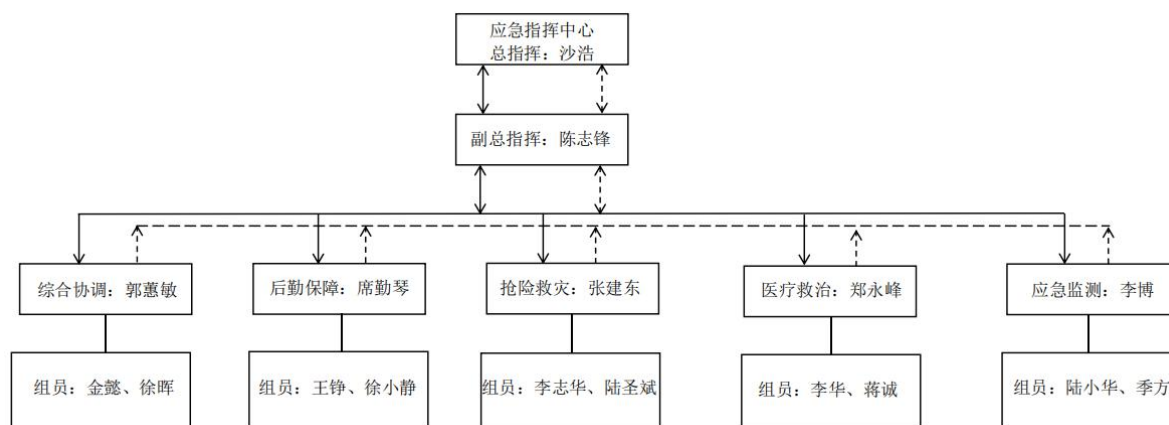 应急指挥中心
总指挥：沙浩
副总指挥：陈志锋
综合协调：郭蕙敏
后勤保障：席勤琴
抢险救灾：张建东
医疗救治：郑永峰
应急监测：李博
组员：金懿、徐晖
组员：王铮、徐小静
组员：李志华、陆圣斌
组员：李华、蒋诚
组员：陆小华、季方